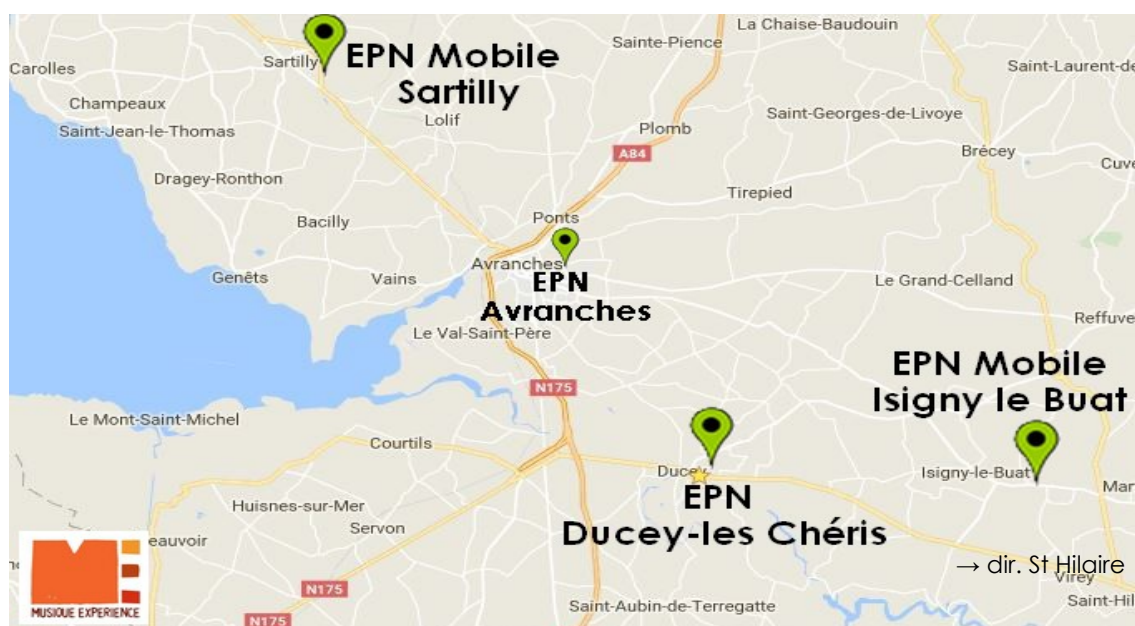 La Chaise-Baudouin
Sainte-Pience
EPN Mobile
Sartilly
Sartilly
Carolles
Saint-Laurent-de
Champeaux
Lolif
Saint-Georges-de-Livoye
Saint-Jean-le-Thomas
Plomb
A84
Brécey
Cuve
Dragey-Ronthon
Tirepied
Bacilly
Ponts
Avranches
Genêts
Vains
EPN
Avranches
Le Grand-Celland
Reffuve
Le Val-Saint-Père
EPN Mobile
Isigny le Buat
N175
Le Mont-Saint-Michel
Courtils
Ducey
Isigny-le-Buat
Mar
EPN
Ducey-les Chéris
Huisnes-sur-Mer
Servon
eauvoir
→ dir. St Hilaire
Virey
Saint-Hil
Saint-Aubin-de-Terregatte
N175
MUSIQUE EXPERIENCE